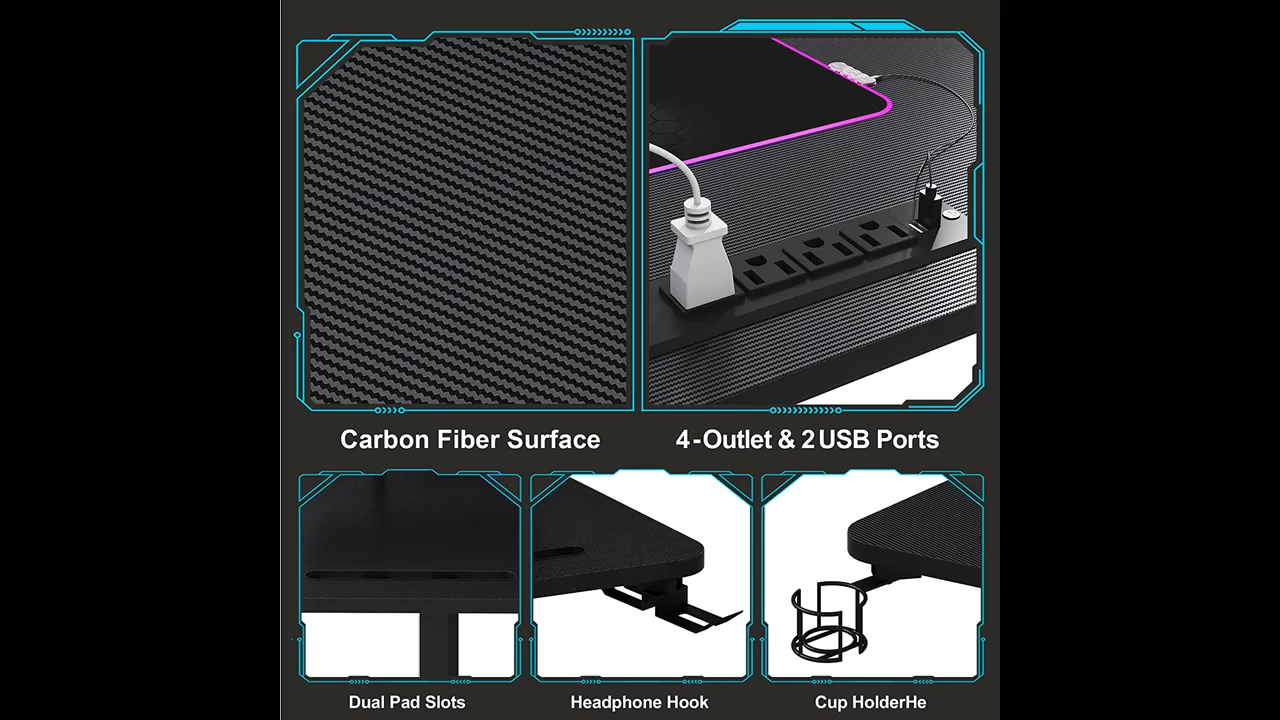 Carbon Fiber Surface
4-Outlet & 2 USB Ports
Dual Pad Slots
Headphone Hook
Cup HolderHe